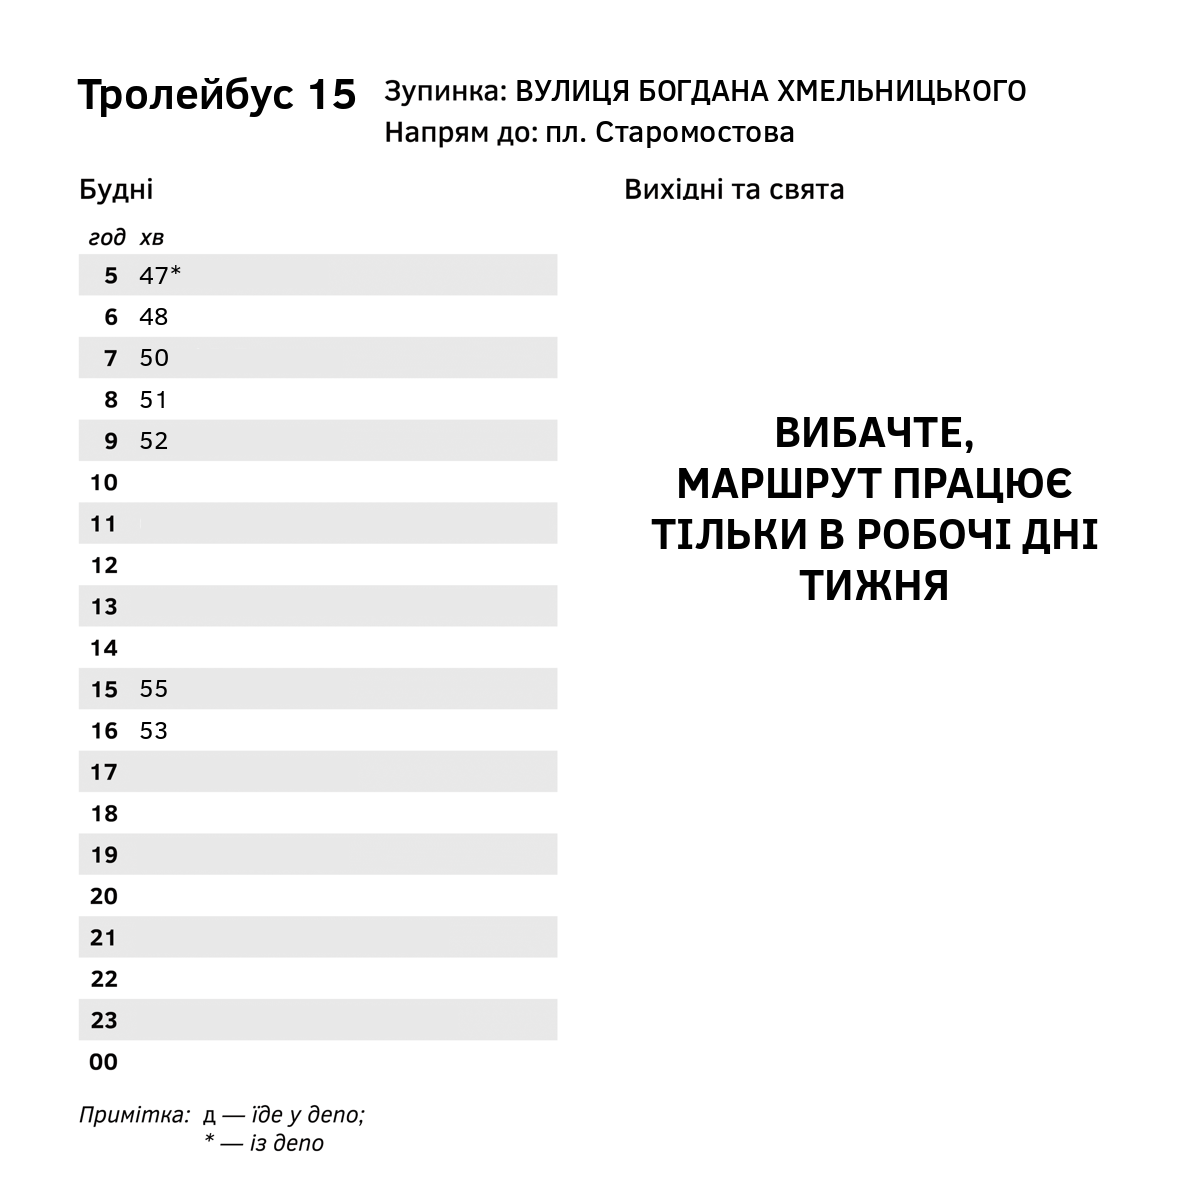 Тролейбус 15
Зупинка: ВУЛИЦЯ БОГДАНА ХМЕЛЬНИЦЬКОГО
Напрям до: пл. Старомостова
Будні
год хв
5 47*
6 48
7 50
8 51
9 52
10
11
12
13
14
15 55
16 53
17
18
19
20
21
22
23
00
Примітка: д — їде у депо;
* — із депо
Вихідні та свята
ВИБАЧТЕ,
МАРШРУТ ПРАЦЮЄ
ТІЛЬКИ В РОБОЧІ ДНІ
ТИЖНЯ